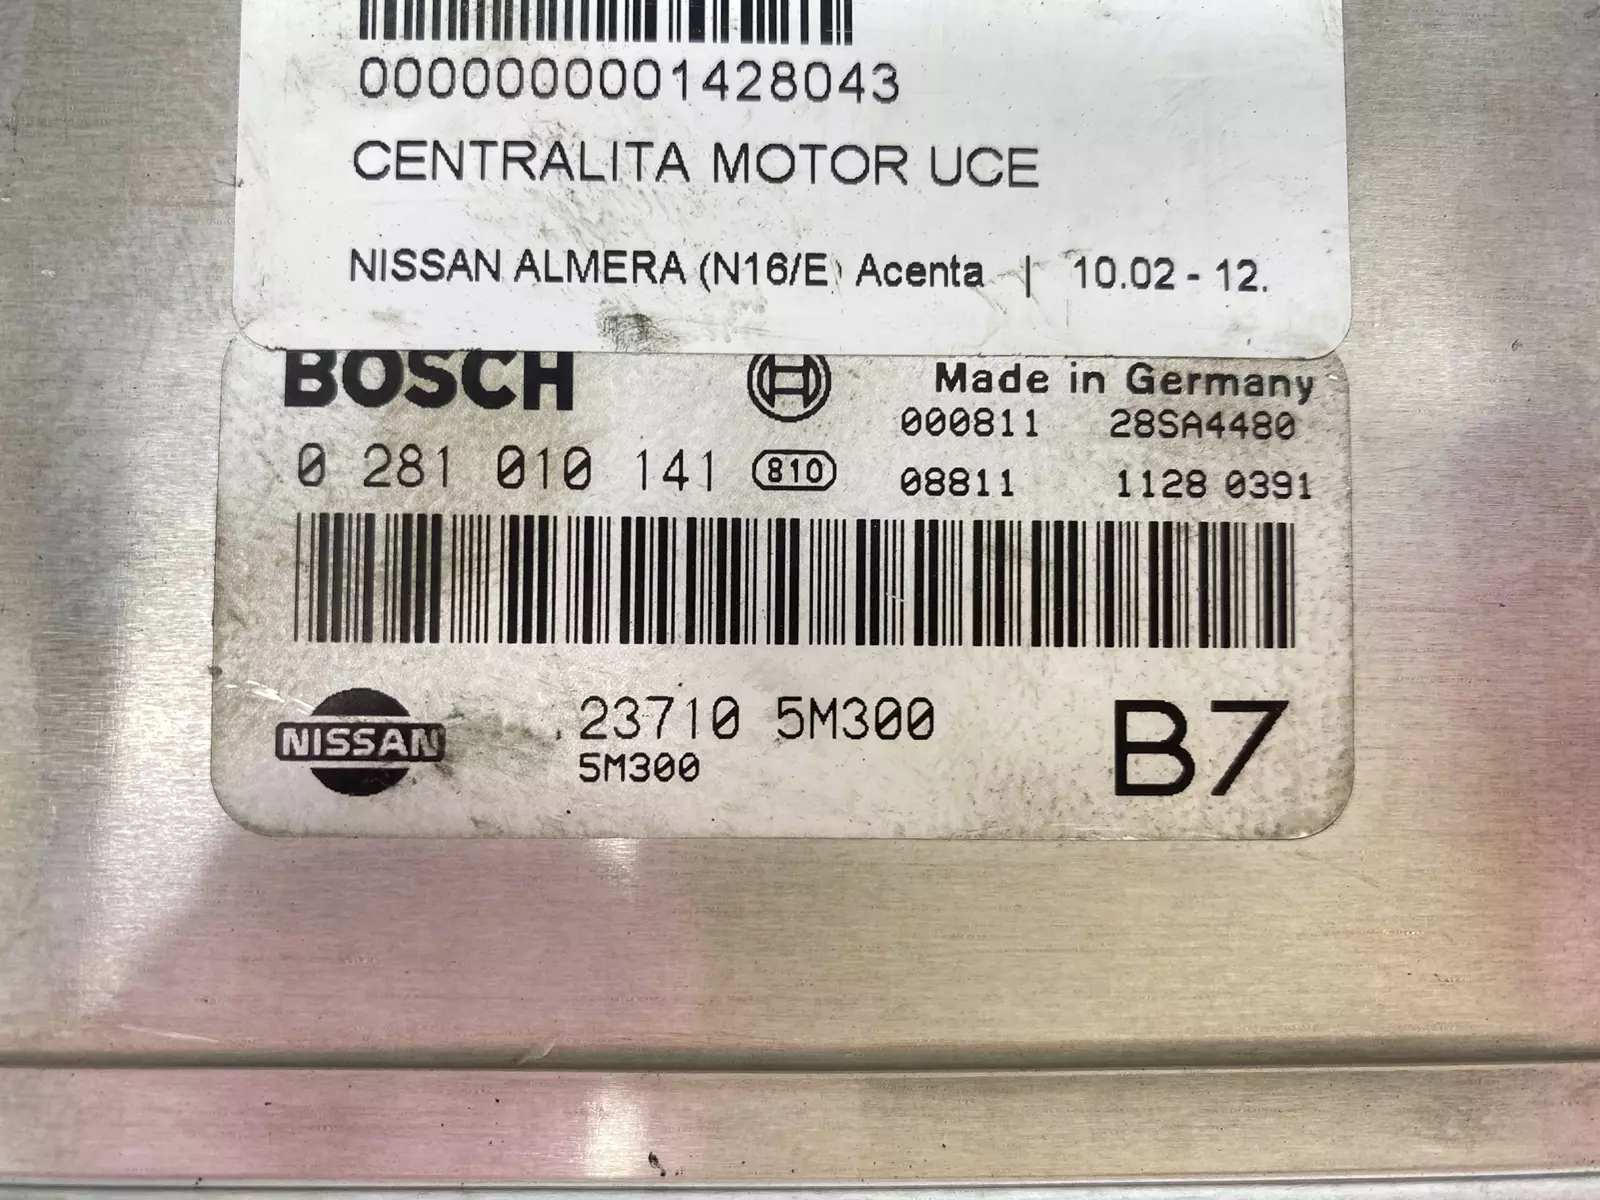 0000000001428043
CENTRALITA MOTOR UCE
NISSAN ALMERA (N16/E) Acenta | 10.02 - 12.
BOSCH
Made in Germany
000811 28SA4480
0 281 010 141 810 08811 1128 0391
NISSAN
23710 5M300
5M300
B7